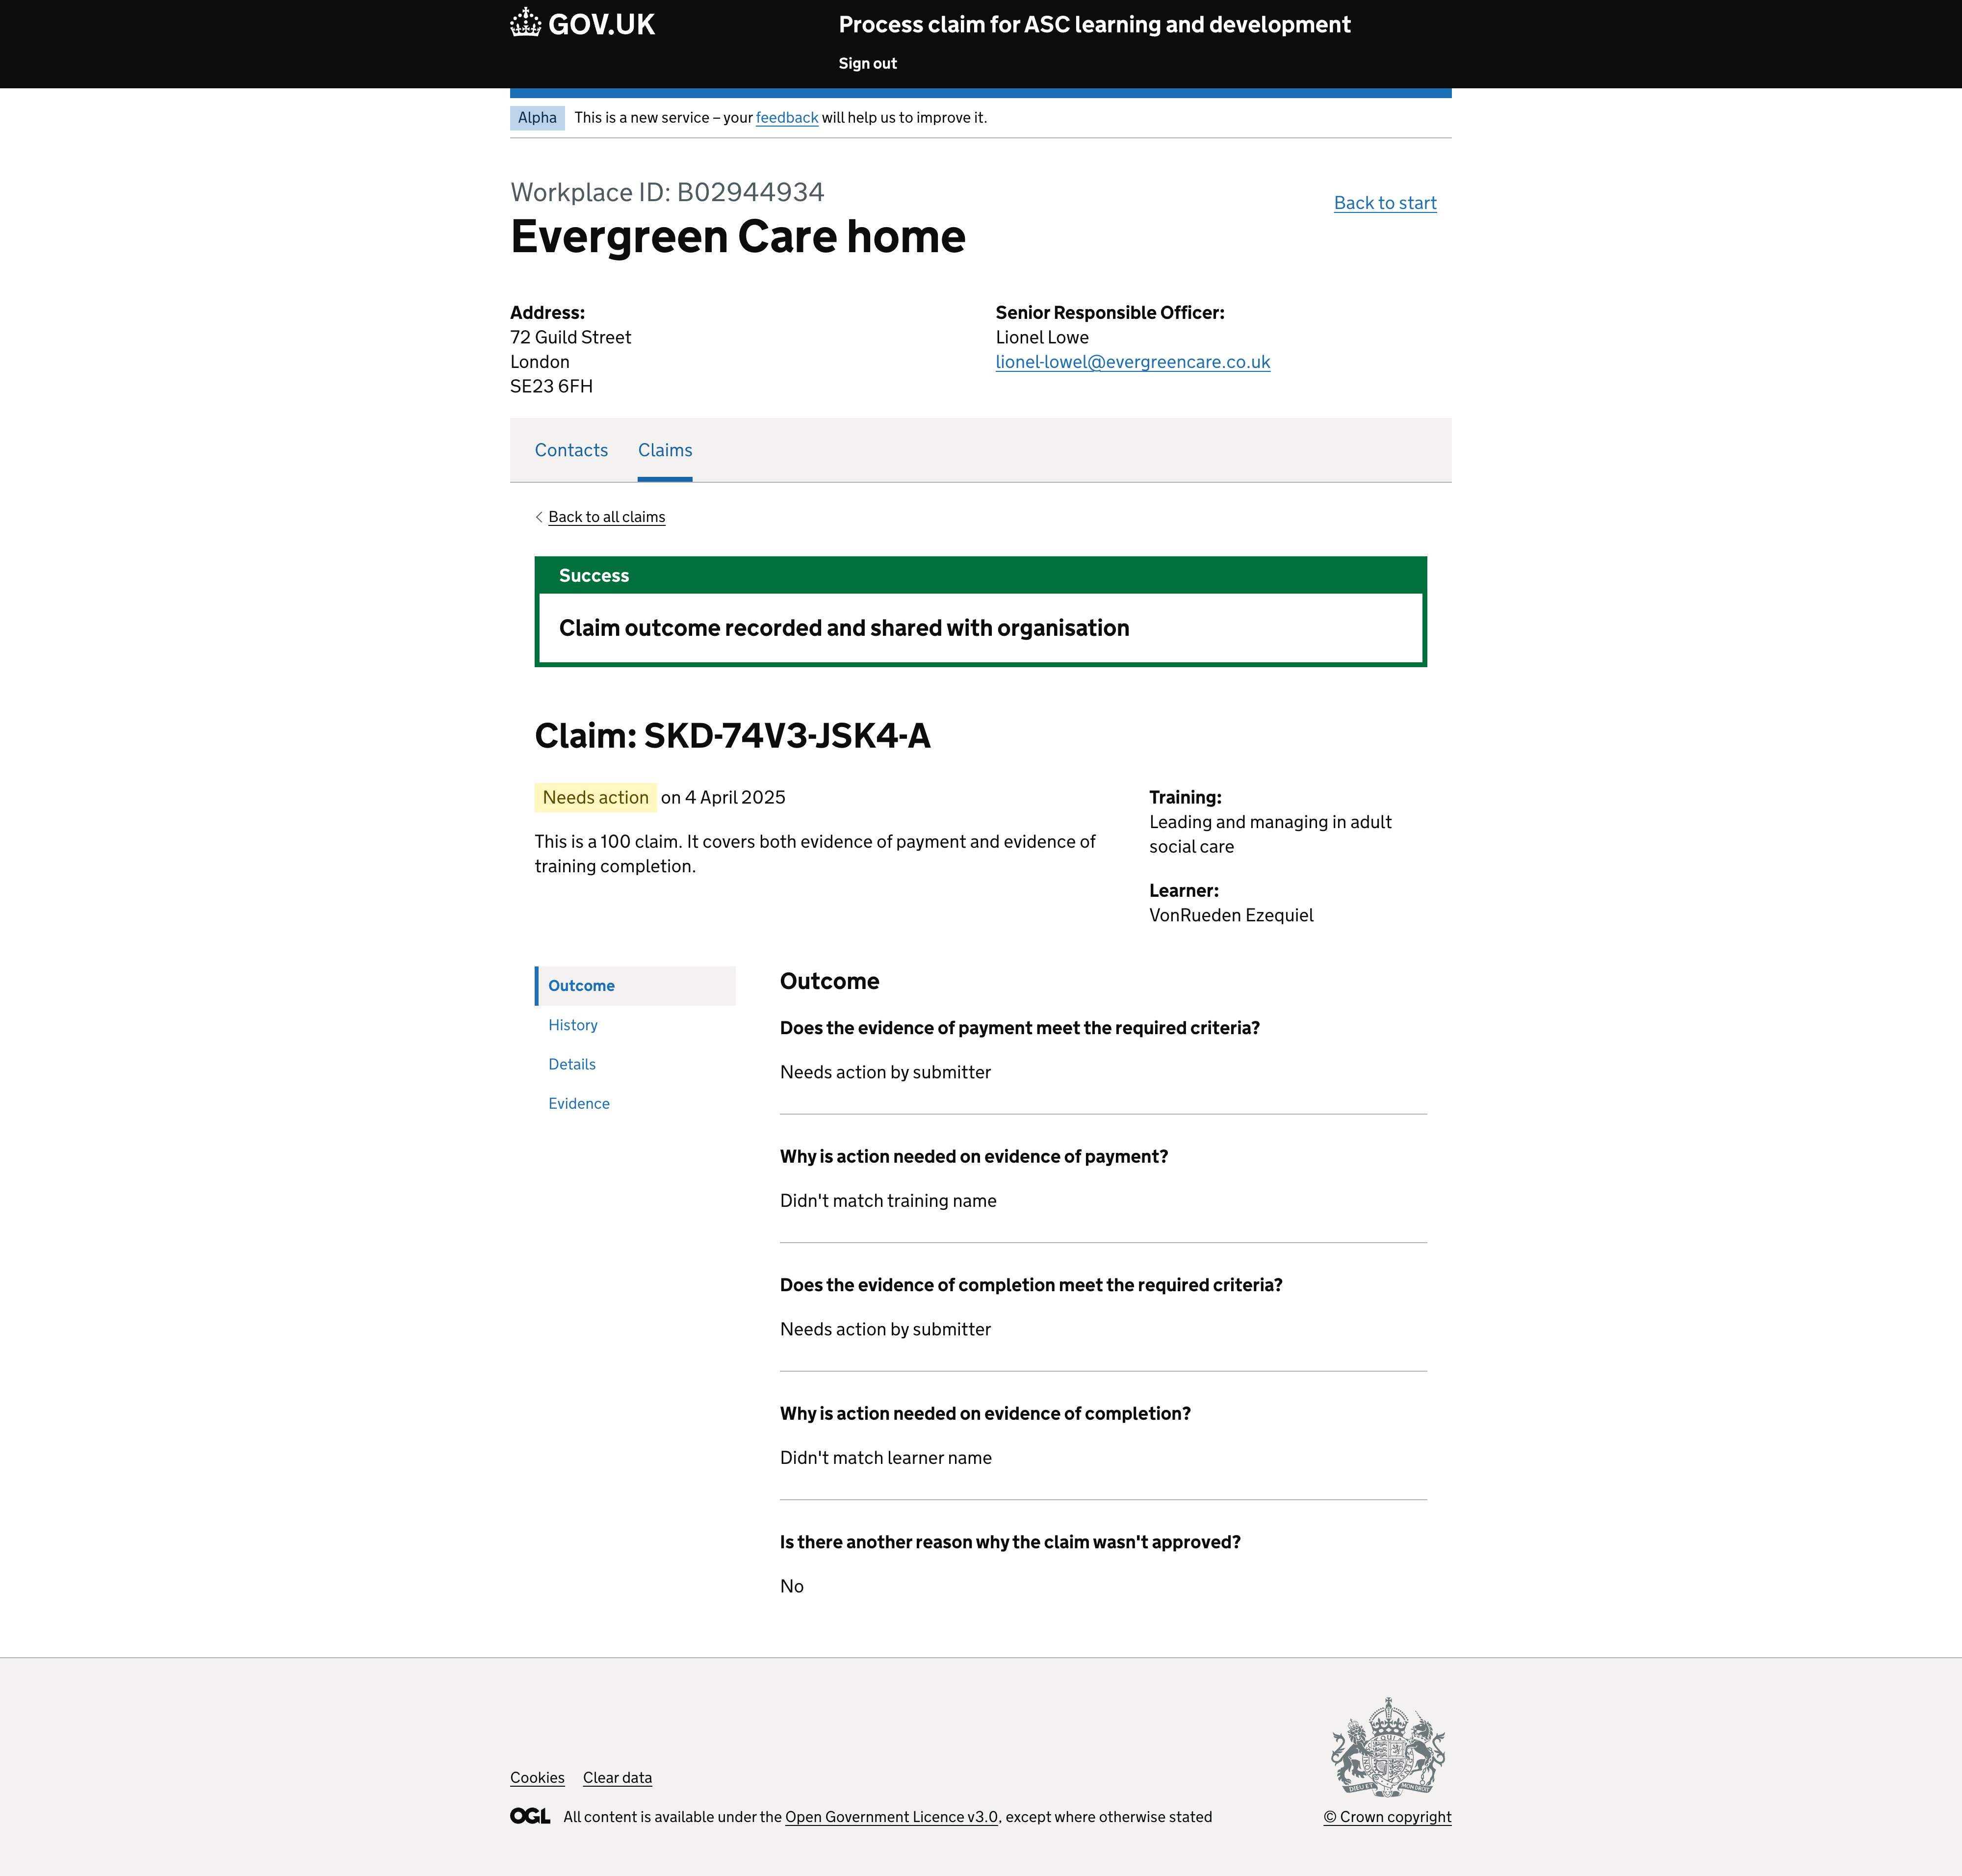 GOV.UK
Process claim for ASC learning and development
Sign out
Alpha
This is a new service – your feedback will help us to improve it.
Workplace ID: B02944934
Back to start
Evergreen Care home
Address:
72 Guild Street
London
SE23 6FH
Senior Responsible Officer:
Lionel Lowe
lionel-lowel@evergreencare.co.uk
Contacts
Claims
Back to all claims
Success
Claim outcome recorded and shared with organisation
Claim: SKD-74V3-JSK4-A
Needs action on 4 April 2025
This is a 100 claim. It covers both evidence of payment and evidence of
training completion.
Training:
Leading and managing in adult
social care
Learner:
VonRueden Ezequiel
Outcome
History
Details
Evidence
Outcome
Does the evidence of payment meet the required criteria?
Needs action by submitter
Why is action needed on evidence of payment?
Didn't match training name
Does the evidence of completion meet the required criteria?
Needs action by submitter
Why is action needed on evidence of completion?
Didn't match learner name
Is there another reason why the claim wasn't approved?
No
Cookies
Clear data
OGL
All content is available under the Open Government Licence v3.0, except where otherwise stated
DIEU ET MON DROIT
© Crown copyright